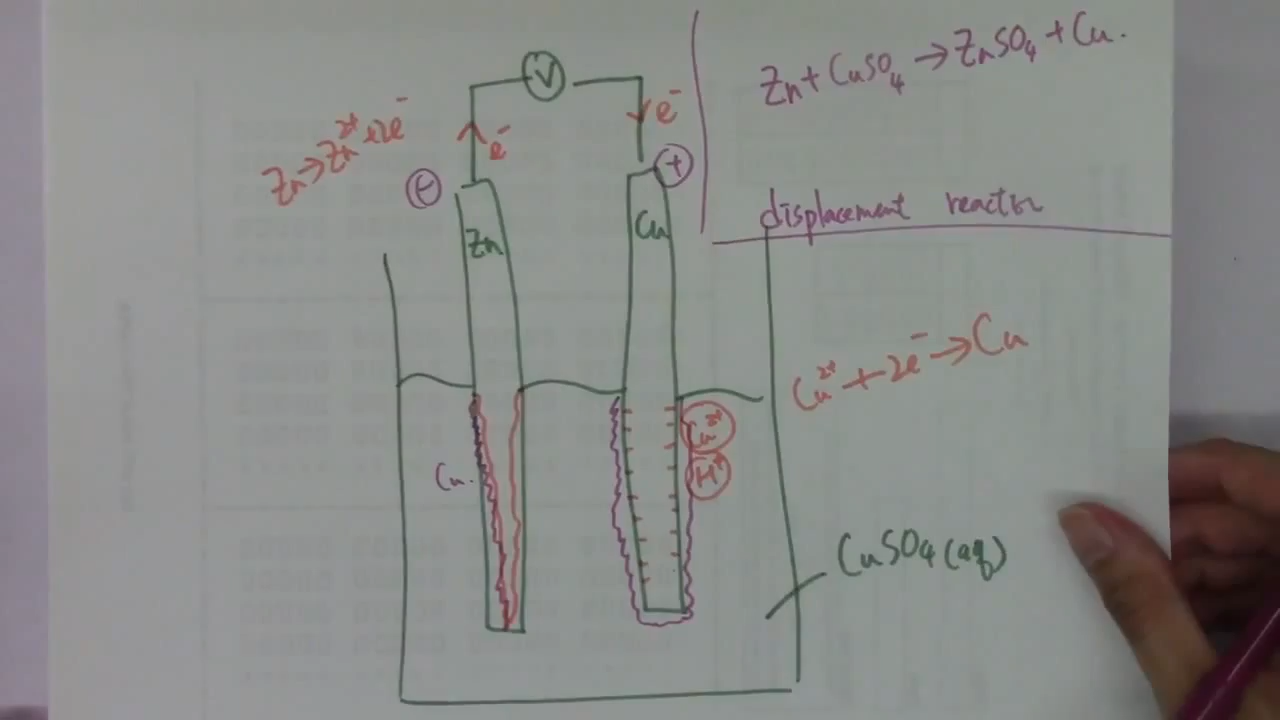 Zn + CuSO₄ → ZnSO₄ + Cu.
displacement reaction
V
Zn → Zn²⁺ + 2e⁻
e⁻
e⁻
−
+
Zn
Cu
Cu²⁺ + 2e⁻ → Cu
Cu²⁺
H⁺
Cu.
CuSO₄(aq)